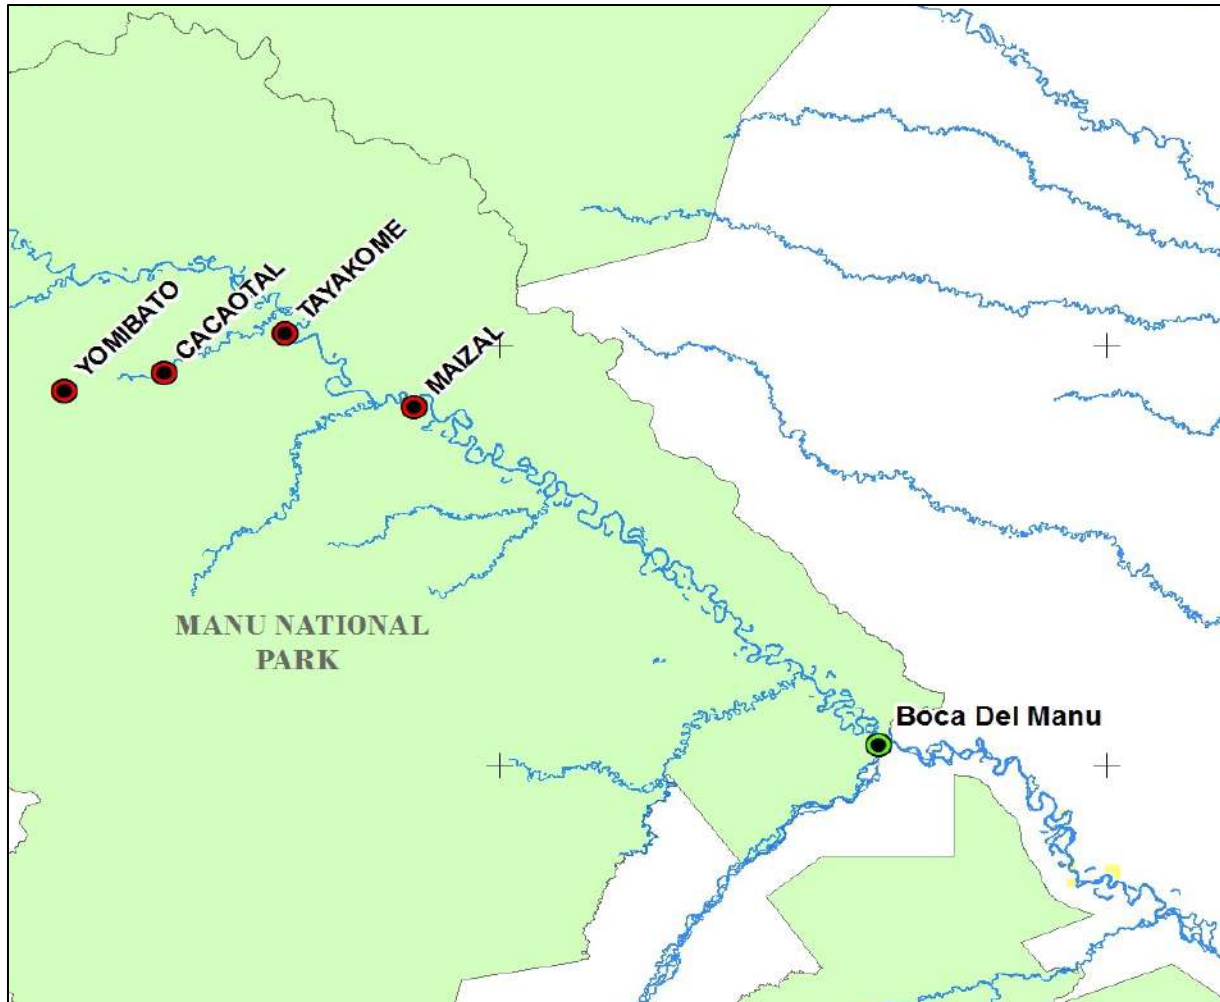 YOMIBATO
CACAOTAL
TAYAKOME
MAIZAL
MANU NATIONAL
PARK
Boca Del Manu